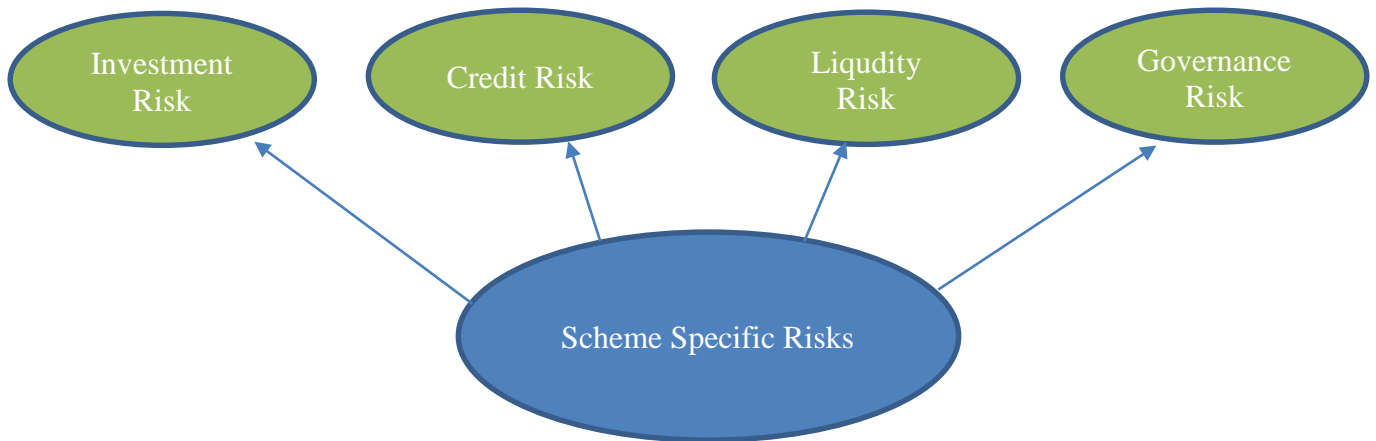 Investment
Risk
Credit Risk
Liqudity
Risk
Governance
Risk
Scheme Specific Risks